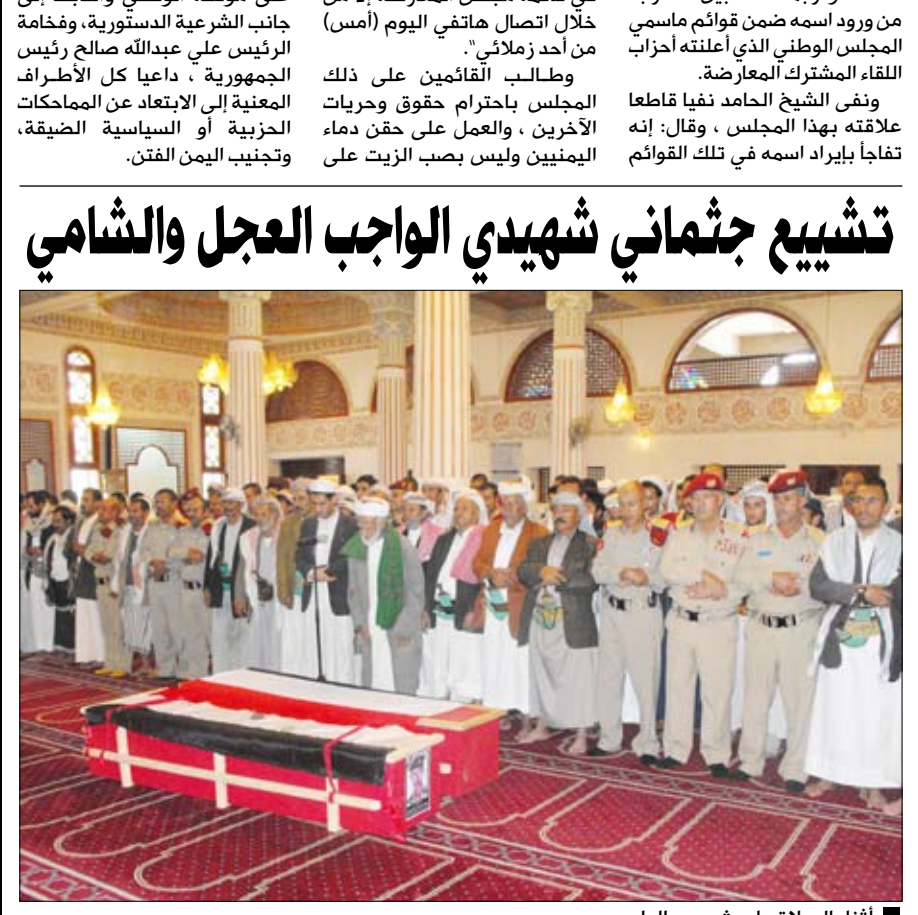 من ورود اسمه ضمن قوائم ماسمي
المجلس الوطني الذي أعلنته أحزاب
اللقاء المشترك المعارضة.
ونفى الشيخ الحامد نفيا قاطعا
علاقته بهذا المجلس ، وقال: إنه
تفاجأ بإيراد اسمه في تلك القوائم
إلا من
خلال اتصال هاتفي اليوم (أمس)
من أحد زملائي".
وطالب القائمين على ذلك
المجلس باحترام حقوق وحريات
الآخرين ، والعمل على حقن دماء
اليمنيين وليس بصب الزيت على
إلى
جانب الشرعية الدستورية، وفخامة
الرئيس علي عبدالله صالح رئيس
الجمهورية ، داعيا كل الأطراف
المعنية إلى الابتعاد عن المماحكات
الحزبية أو السياسية الضيقة،
وتجنيب اليمن الفتن.
تشييع جثماني شهيدي الواجب العجل والشامي